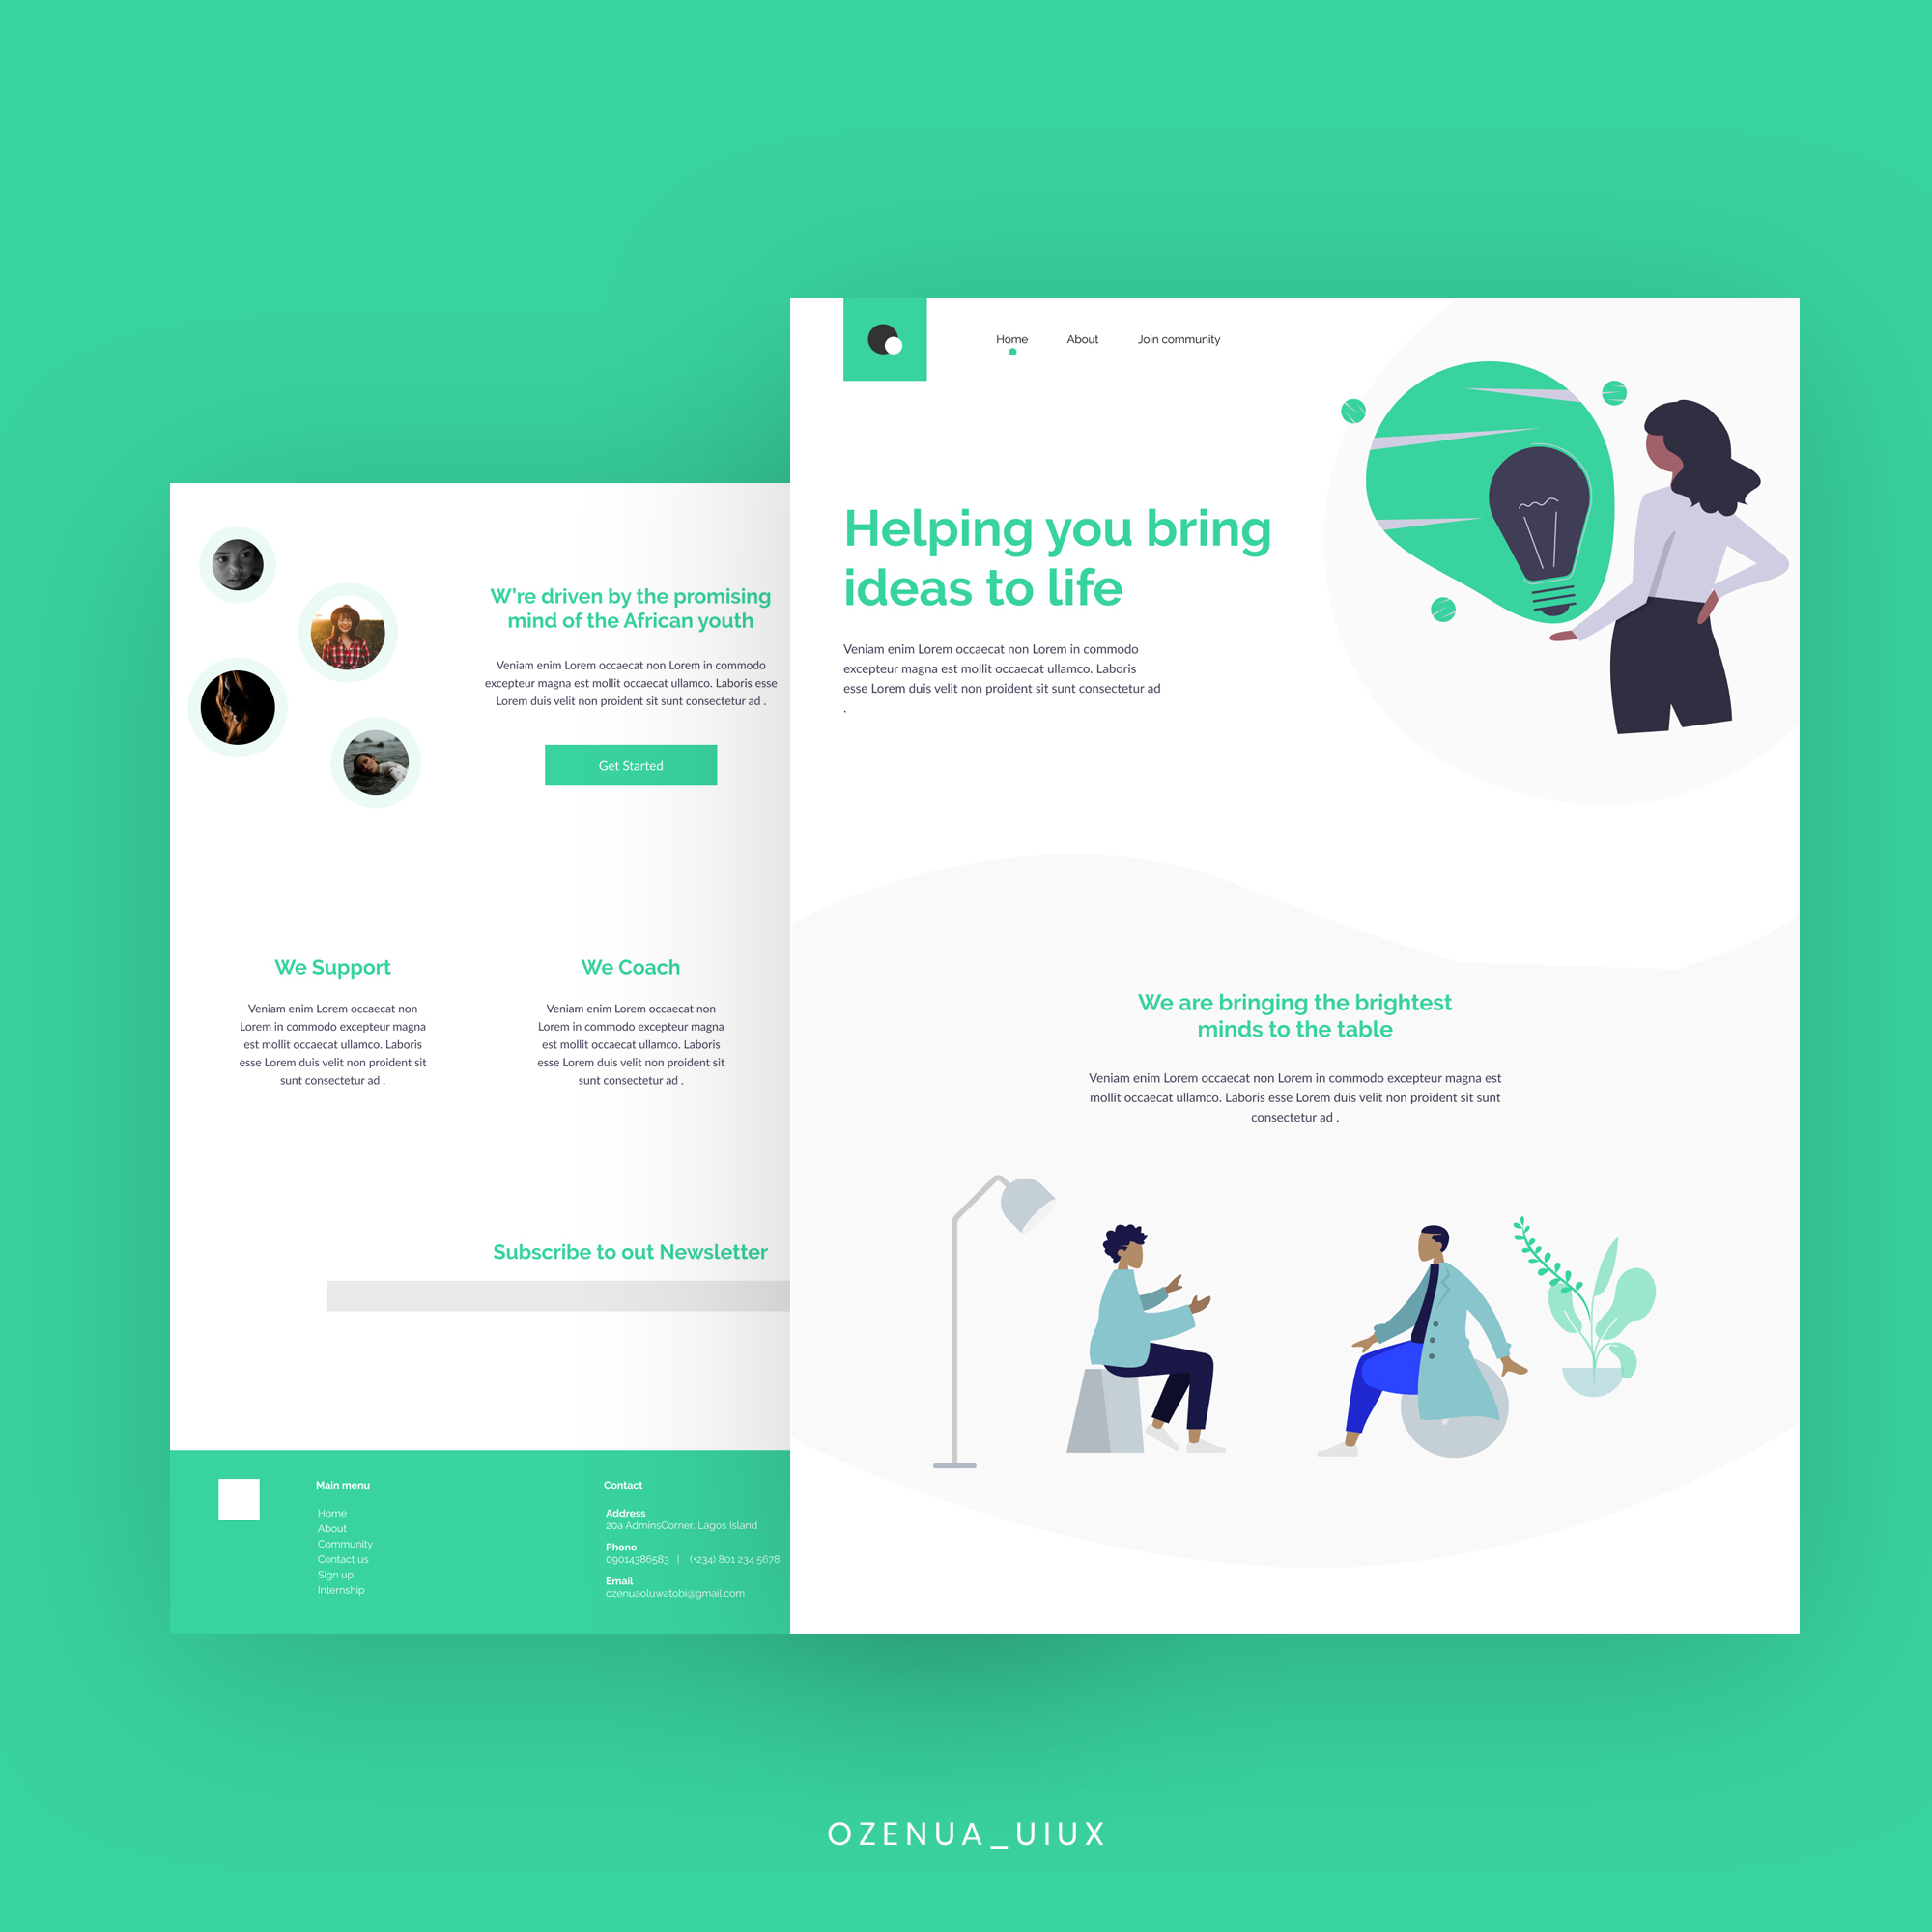 Home
About
Join community
Helping you bring
ideas to life
Veniam enim Lorem occaecat non Lorem in commodo
excepteur magna est mollit occaecat ullamco. Laboris
esse Lorem duis velit non proident sit sunt consectetur ad
.
We are bringing the brightest
minds to the table
Veniam enim Lorem occaecat non Lorem in commodo excepteur magna est
mollit occaecat ullamco. Laboris esse Lorem duis velit non proident sit sunt
consectetur ad .
W're driven by the promising
mind of the African youth
Veniam enim Lorem occaecat non Lorem in commodo
excepteur magna est mollit occaecat ullamco. Laboris esse
Lorem duis velit non proident sit sunt consectetur ad .
Get Started
We Support
Veniam enim Lorem occaecat non
Lorem in commodo excepteur magna
est mollit occaecat ullamco. Laboris
esse Lorem duis velit non proident sit
sunt consectetur ad .
We Coach
Veniam enim Lorem occaecat non
Lorem in commodo excepteur magna
est mollit occaecat ullamco. Laboris
esse Lorem duis velit non proident sit
sunt consectetur ad .
Subscribe to out Newsletter
Main menu
Home
About
Community
Contact us
Sign up
Internship
Contact
Address
20a AdminsCorner, Lagos Island
Phone
09014386583 | (+234) 801 234 5678
Email
ozenuaoluwatobi@gmail.com
OZENUA_UIUX